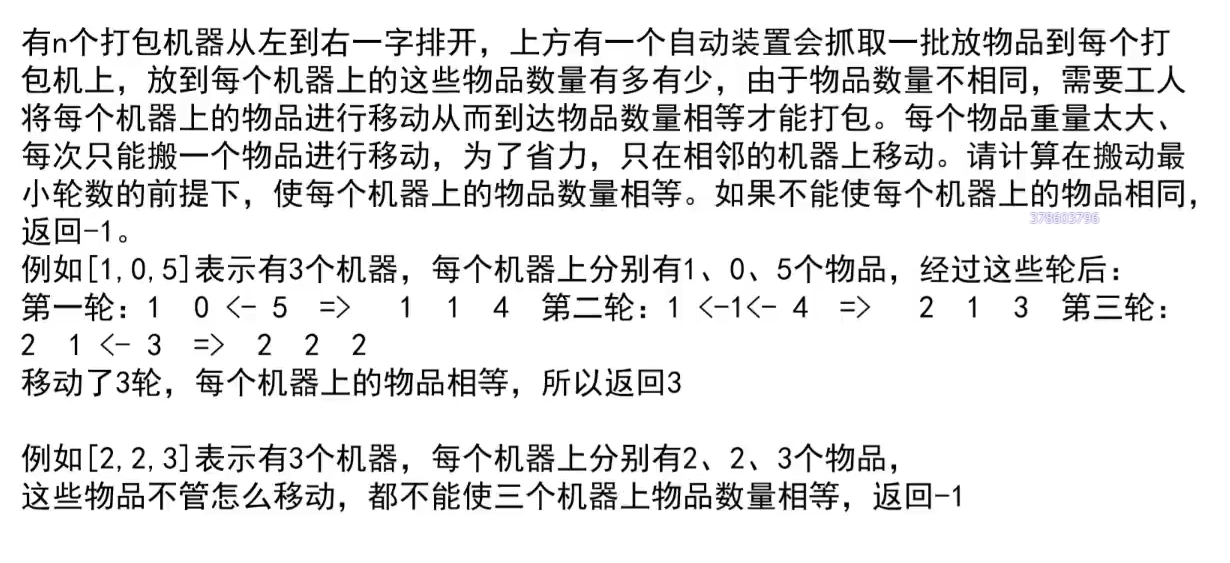 有n个打包机器从左到右一字排开，上方有一个自动装置会抓取一批放物品到每个打
包机上，放到每个机器上的这些物品数量有多有少，由于物品数量不相同，需要工人
将每个机器上的物品进行移动从而到达物品数量相等才能打包。每个物品重量太大、
每次只能搬一个物品进行移动，为了省力，只在相邻的机器上移动。请计算在搬动最
小轮数的前提下，使每个机器上的物品数量相等。如果不能使每个机器上的物品相同，
378603796
返回-1。
例如[1,0,5]表示有3个机器，每个机器上分别有1、0、5个物品，经过这些轮后：
第一轮：1  0 <- 5  =>   1  1  4  第二轮：1 <-1<- 4  =>   2  1  3  第三轮：
2  1 <- 3  =>  2  2  2
移动了3轮，每个机器上的物品相等，所以返回3
例如[2,2,3]表示有3个机器，每个机器上分别有2、2、3个物品，
这些物品不管怎么移动，都不能使三个机器上物品数量相等，返回-1